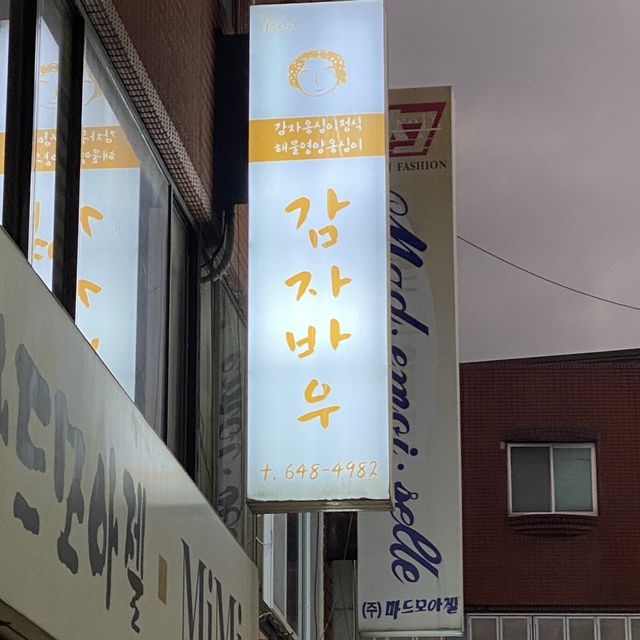 감자옹심이정식
해물영양옹심이
감자바우
t. 648-4982
FASHION
Mad.emoi.selle
(주) 마드모아젤
드모아젤
MiMi